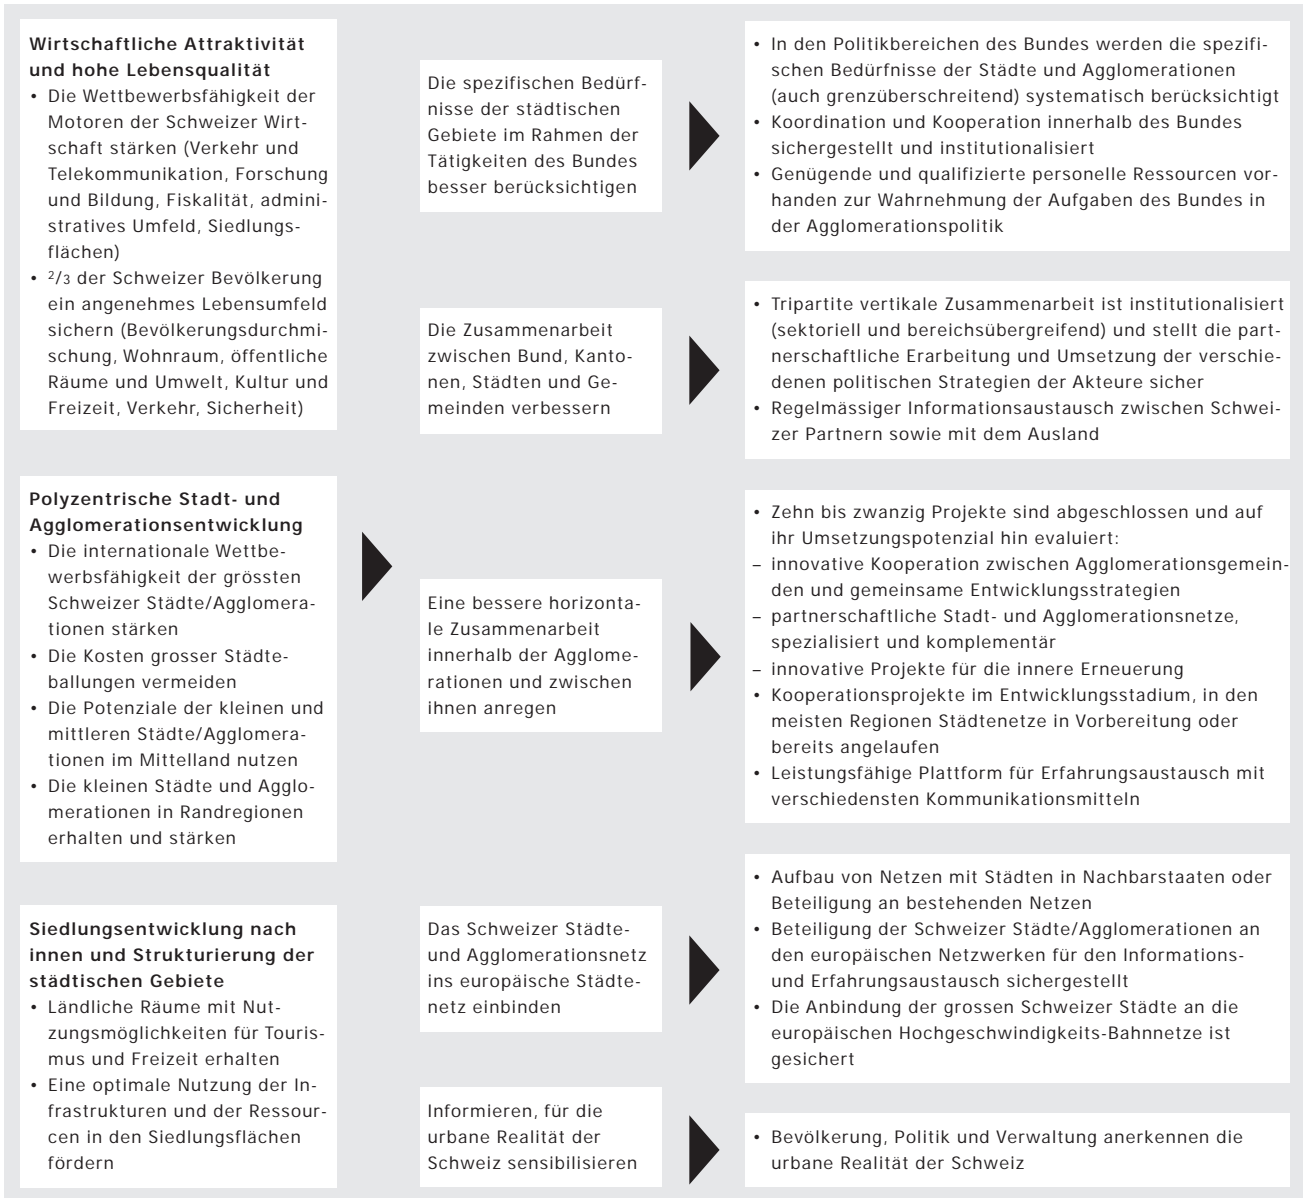 Wirtschaftliche Attraktivität
und hohe Lebensqualität
• Die Wettbewerbsfähigkeit der
Motoren der Schweizer Wirt-
schaft stärken (Verkehr und
Telekommunikation, Forschung
und Bildung, Fiskalität, admini-
stratives Umfeld, Siedlungs-
flächen)
• 2/3 der Schweizer Bevölkerung
ein angenehmes Lebensumfeld
sichern (Bevölkerungsdurchmi-
schung, Wohnraum, öffentliche
Räume und Umwelt, Kultur und
Freizeit, Verkehr, Sicherheit)
Polyzentrische Stadt- und
Agglomerationsentwicklung
• Die internationale Wettbe-
werbsfähigkeit der grössten
Schweizer Städte/Agglomera-
tionen stärken
• Die Kosten grosser Städte-
ballungen vermeiden
• Die Potenziale der kleinen und
mittleren Städte/Agglomera-
tionen im Mittelland nutzen
• Die kleinen Städte und Agglo-
merationen in Randregionen
erhalten und stärken
Siedlungsentwicklung nach
innen und Strukturierung der
städtischen Gebiete
• Ländliche Räume mit Nut-
zungsmöglichkeiten für Touris-
mus und Freizeit erhalten
• Eine optimale Nutzung der In-
frastrukturen und der Ressour-
cen in den Siedlungsflächen
fördern
Die spezifischen Bedürf-
nisse der städtischen
Gebiete im Rahmen der
Tätigkeiten des Bundes
besser berücksichtigen
Die Zusammenarbeit
zwischen Bund, Kanto-
nen, Städten und Ge-
meinden verbessern
Eine bessere horizonta-
le Zusammenarbeit
innerhalb der Agglome-
rationen und zwischen
ihnen anregen
Das Schweizer Städte-
und Agglomerationsnetz
ins europäische Städte-
netz einbinden
Informieren, für die
urbane Realität der
Schweiz sensibilisieren
• In den Politikbereichen des Bundes werden die spezifi-
schen Bedürfnisse der Städte und Agglomerationen
(auch grenzüberschreitend) systematisch berücksichtigt
• Koordination und Kooperation innerhalb des Bundes
sichergestellt und institutionalisiert
• Genügende und qualifizierte personelle Ressourcen vor-
handen zur Wahrnehmung der Aufgaben des Bundes in
der Agglomerationspolitik
• Tripartite vertikale Zusammenarbeit ist institutionalisiert
(sektoriell und bereichsübergreifend) und stellt die part-
nerschaftliche Erarbeitung und Umsetzung der verschie-
denen politischen Strategien der Akteure sicher
• Regelmässiger Informationsaustausch zwischen Schwei-
zer Partnern sowie mit dem Ausland
• Zehn bis zwanzig Projekte sind abgeschlossen und auf
ihr Umsetzungspotenzial hin evaluiert:
– innovative Kooperation zwischen Agglomerationsgemein-
den und gemeinsame Entwicklungsstrategien
– partnerschaftliche Stadt- und Agglomerationsnetze,
spezialisiert und komplementär
– innovative Projekte für die innere Erneuerung
• Kooperationsprojekte im Entwicklungsstadium, in den
meisten Regionen Städtenetze in Vorbereitung oder
bereits angelaufen
• Leistungsfähige Plattform für Erfahrungsaustausch mit
verschiedensten Kommunikationsmitteln
• Aufbau von Netzen mit Städten in Nachbarstaaten oder
Beteiligung an bestehenden Netzen
• Beteiligung der Schweizer Städte/Agglomerationen an
den europäischen Netzwerken für den Informations-
und Erfahrungsaustausch sichergestellt
• Die Anbindung der grossen Schweizer Städte an die
europäischen Hochgeschwindigkeits-Bahnnetze ist
gesichert
• Bevölkerung, Politik und Verwaltung anerkennen die
urbane Realität der Schweiz